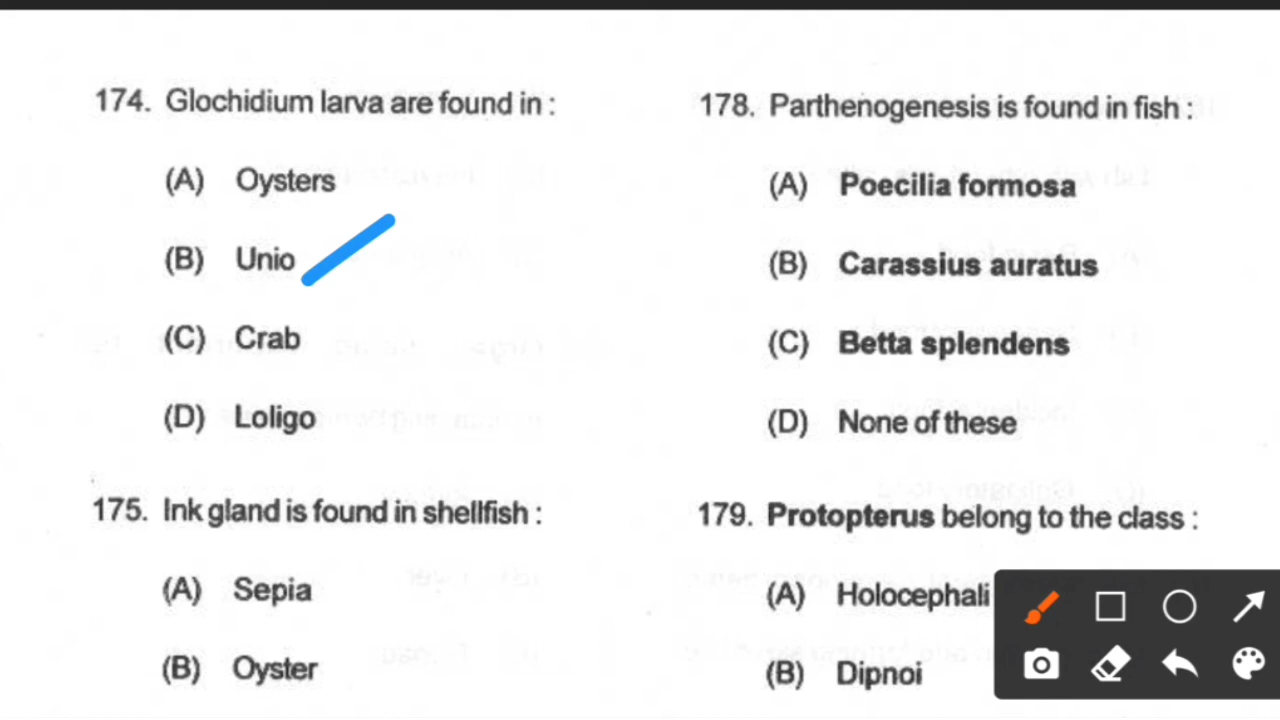 174. Glochidium larva are found in :
(A) Oysters
(B) Unio
(C) Crab
(D) Loligo
175. Ink gland is found in shellfish :
(A) Sepia
(B) Oyster
178. Parthenogenesis is found in fish :
(A) Poecilia formosa
(B) Carassius auratus
(C) Betta splendens
(D) None of these
179. Protopterus belong to the class :
(A) Holocephali
(B) Dipnoi